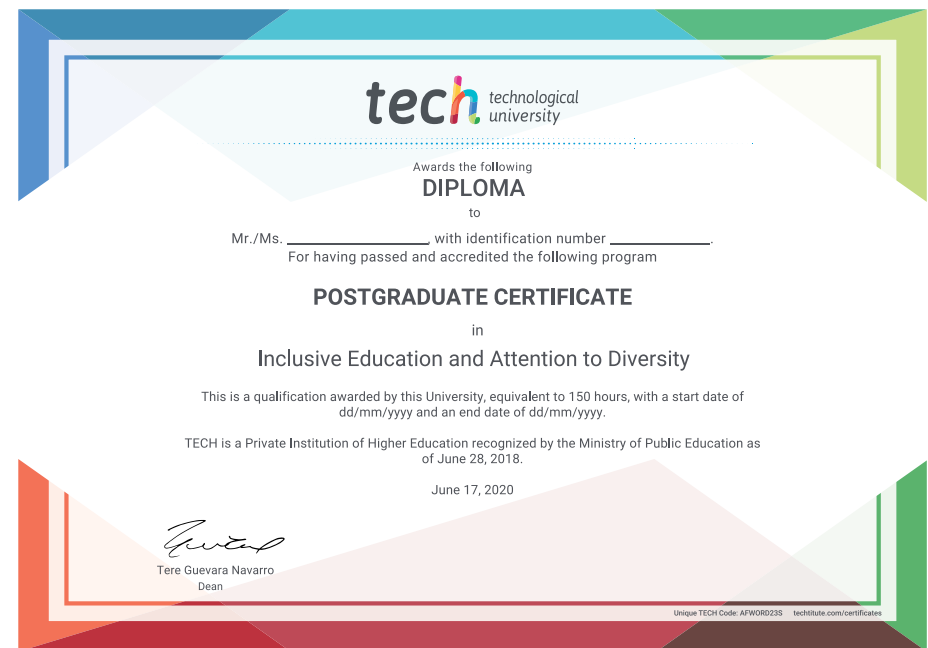 tech technological
university
Awards the following
DIPLOMA
to
Mr./Ms. ____________________, with identification number ______________.
For having passed and accredited the following program
POSTGRADUATE CERTIFICATE
in
Inclusive Education and Attention to Diversity
This is a qualification awarded by this University, equivalent to 150 hours, with a start date of
dd/mm/yyyy and an end date of dd/mm/yyyy.
TECH is a Private Institution of Higher Education recognized by the Ministry of Public Education as
of June 28, 2018.
June 17, 2020
Tere Guevara Navarro
Dean
Unique TECH Code: AFWORD23S techtitute.com/certificates